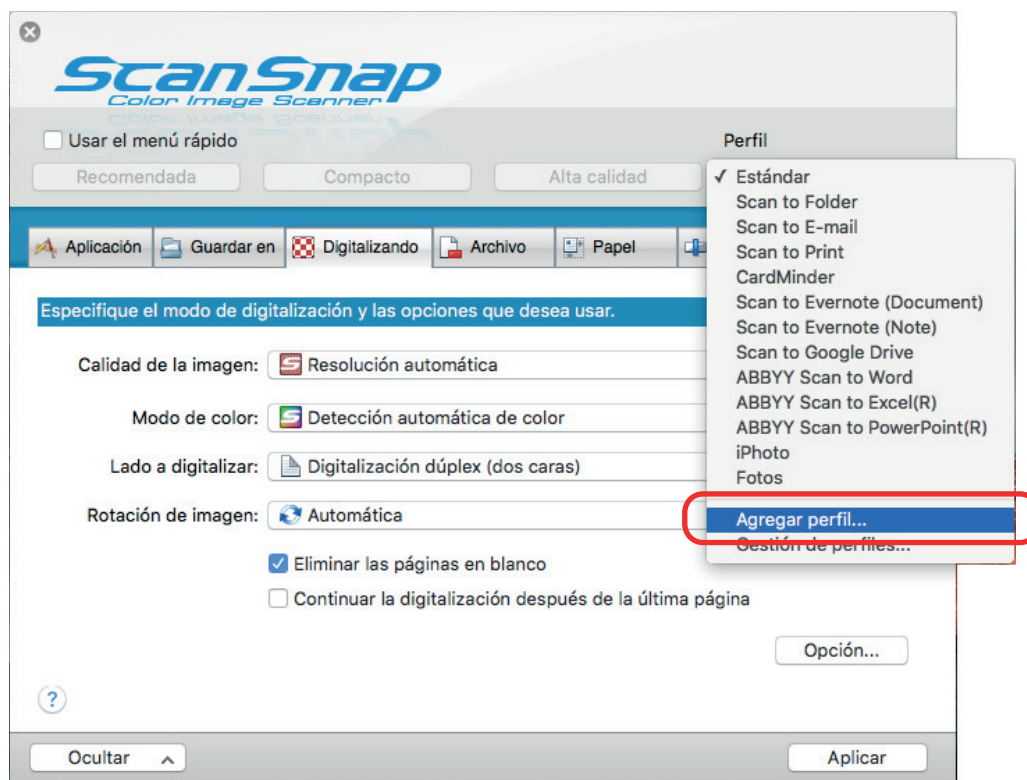 ScanSnap
Color Image Scanner
Usar el menú rápido
Perfil
Recomendada
Compacto
Alta calidad
✓ Estándar
Scan to Folder
Scan to E-mail
Scan to Print
CardMinder
Scan to Evernote (Document)
Scan to Evernote (Note)
Scan to Google Drive
ABBYY Scan to Word
ABBYY Scan to Excel(R)
ABBYY Scan to PowerPoint(R)
iPhoto
Fotos
Agregar perfil...
Gestión de perfiles...
Aplicación
Guardar en
Digitalizando
Archivo
Papel
Especifique el modo de digitalización y las opciones que desea usar.
Calidad de la imagen: Resolución automática
Modo de color: Detección automática de color
Lado a digitalizar: Digitalización dúplex (dos caras)
Rotación de imagen: Automática
Eliminar las páginas en blanco
Continuar la digitalización después de la última página
Opción...
?
Ocultar
Aplicar